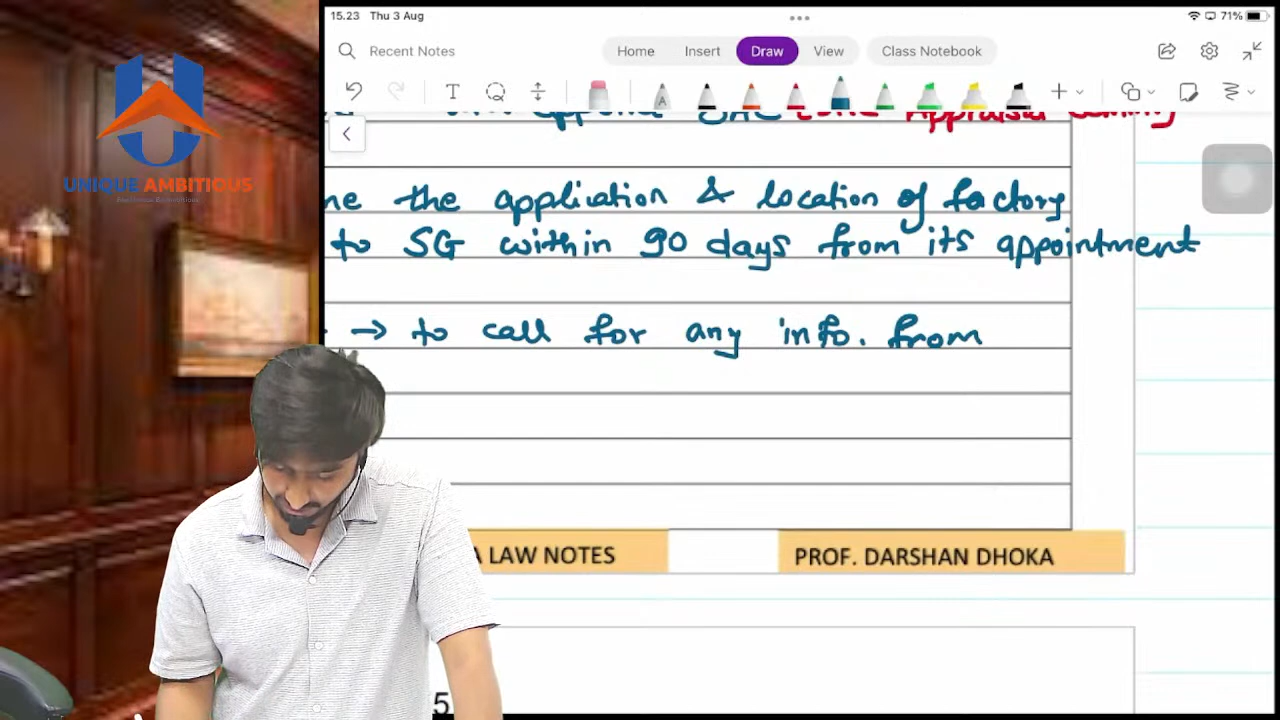 15.23 Thu 3 Aug
71%
Recent Notes
Home Insert Draw View Class Notebook
UNIQUE AMBITIOUS
Appraisal
ne the appliation & location of factory
to SG within 90 days from its appointment
→ to call for any info. from
A LAW NOTES
PROF. DARSHAN DHOKA
5